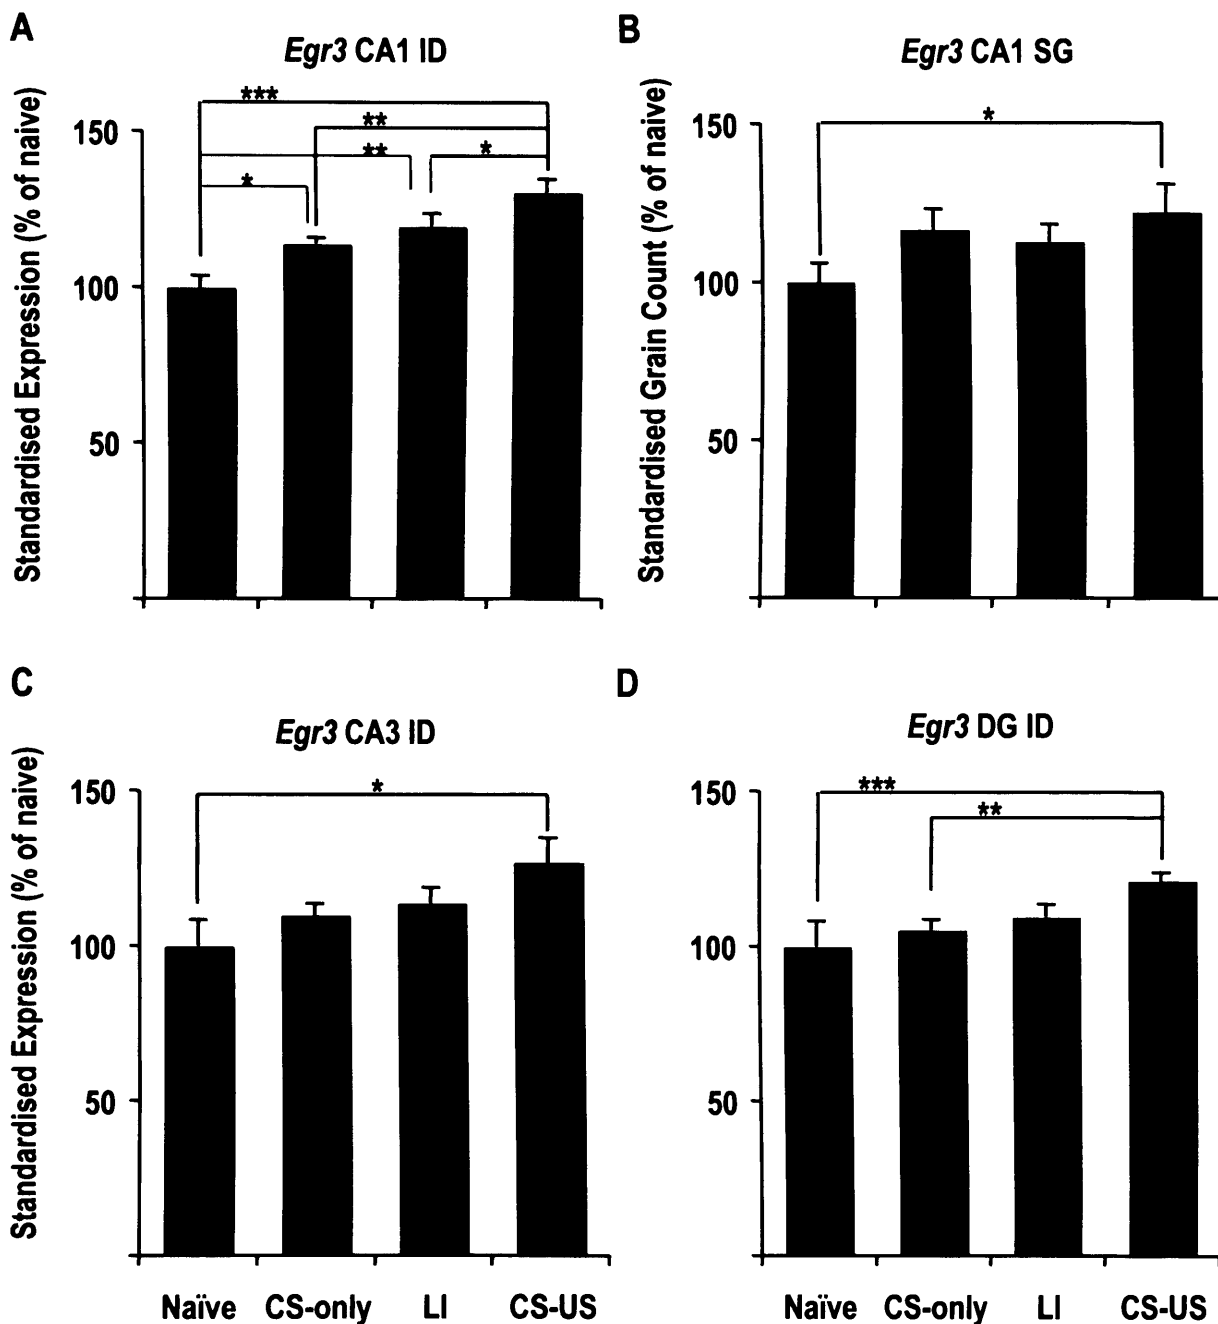 A
Egr3 CA1 ID
Standardised Expression (% of naive)
150
100
50
***
**
**
*
*
B
Egr3 CA1 SG
Standardised Grain Count (% of naive)
150
100
50
*
C
Egr3 CA3 ID
Standardised Expression (% of naive)
150
100
50
*
Naïve CS-only LI CS-US
D
Egr3 DG ID
150
100
50
***
**
Naïve CS-only LI CS-US